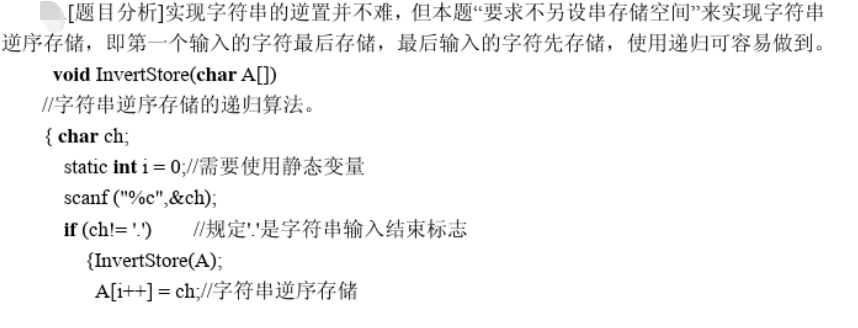 [题目分析]实现字符串的逆置并不难，但本题“要求不另设串存储空间”来实现字符串
逆序存储，即第一个输入的字符最后存储，最后输入的字符先存储，使用递归可容易做到。
void InvertStore(char A[])
//字符串逆序存储的递归算法。
{ char ch;
static int i = 0;//需要使用静态变量
scanf ("%c",&ch);
if (ch!= '.') //规定'.'是字符串输入结束标志
{InvertStore(A);
A[i++] = ch;//字符串逆序存储